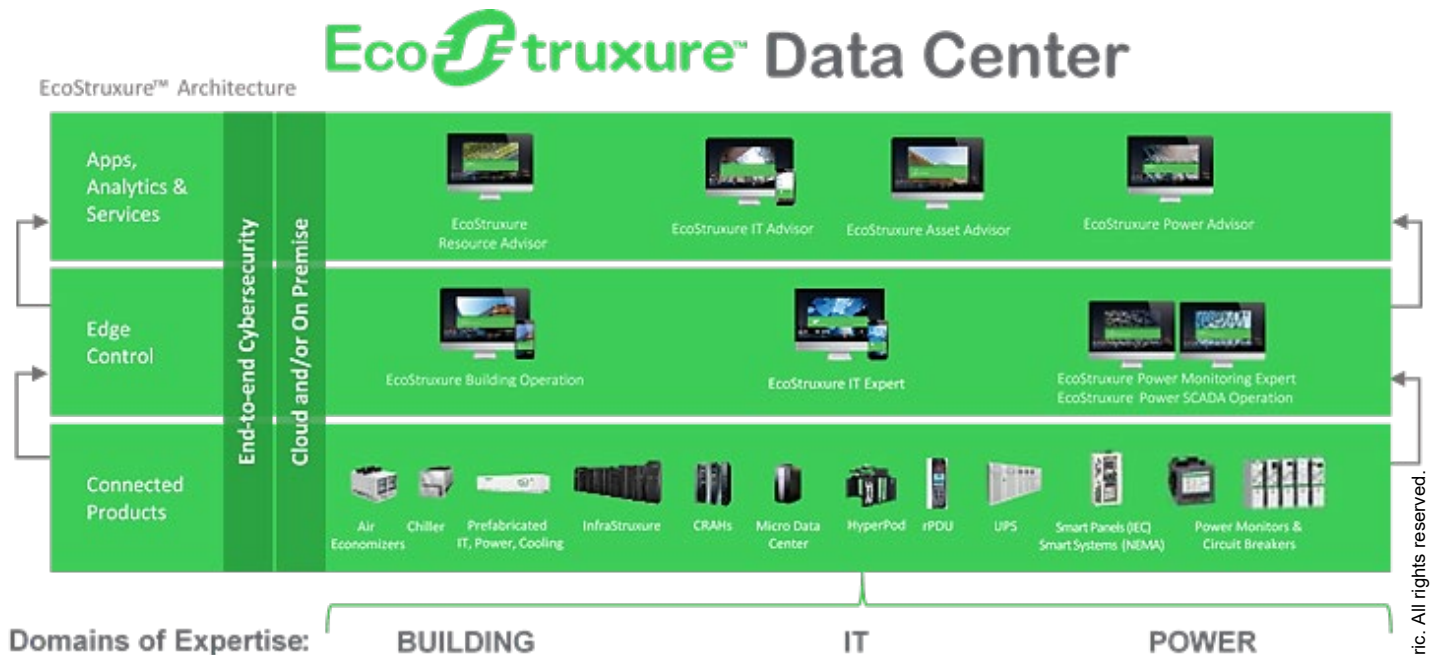 EcoStruxure™ Data Center
EcoStruxure™ Architecture
Apps,
Analytics &
Services
End-to-end Cybersecurity
Cloud and/or On Premise
EcoStruxure
Resource Advisor
EcoStruxure IT Advisor
EcoStruxure Asset Advisor
EcoStruxure Power Advisor
Edge
Control
EcoStruxure Building Operation
EcoStruxure IT Expert
EcoStruxure Power Monitoring Expert
EcoStruxure Power SCADA Operation
Connected
Products
Air
Economizers
Chiller
Prefabricated
IT, Power, Cooling
InfraStruxure
CRAHs
Micro Data
Center
HyperPod
rPDU
UPS
Smart Panels (IEC)
Smart Systems (NEMA)
Power Monitors &
Circuit Breakers
Domains of Expertise:
BUILDING
IT
POWER
ric. All rights reserved.